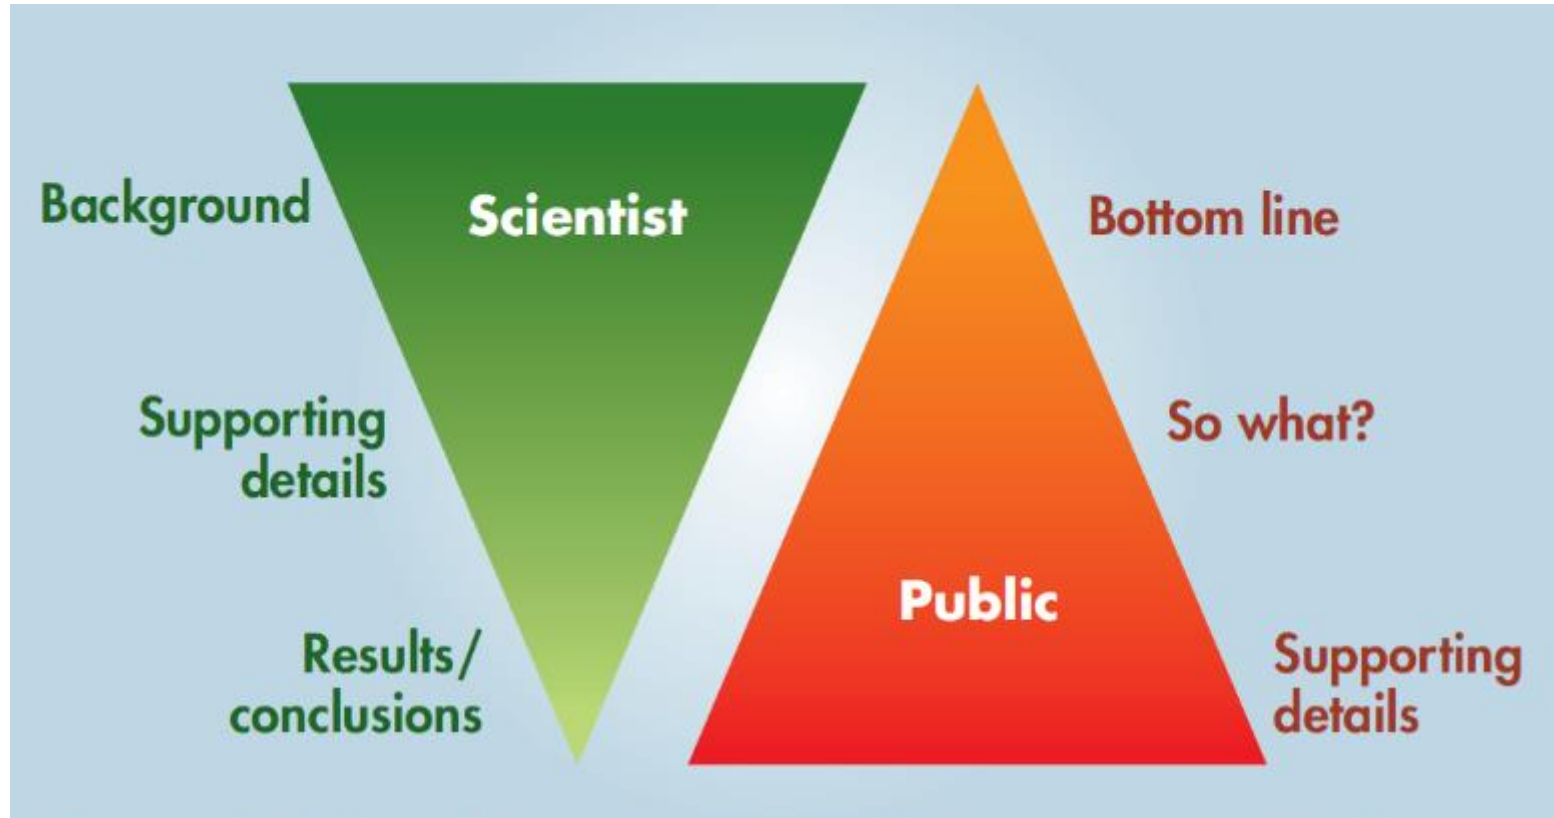 Background
Supporting
details
Results/
conclusions
Scientist
Public
Bottom line
So what?
Supporting
details